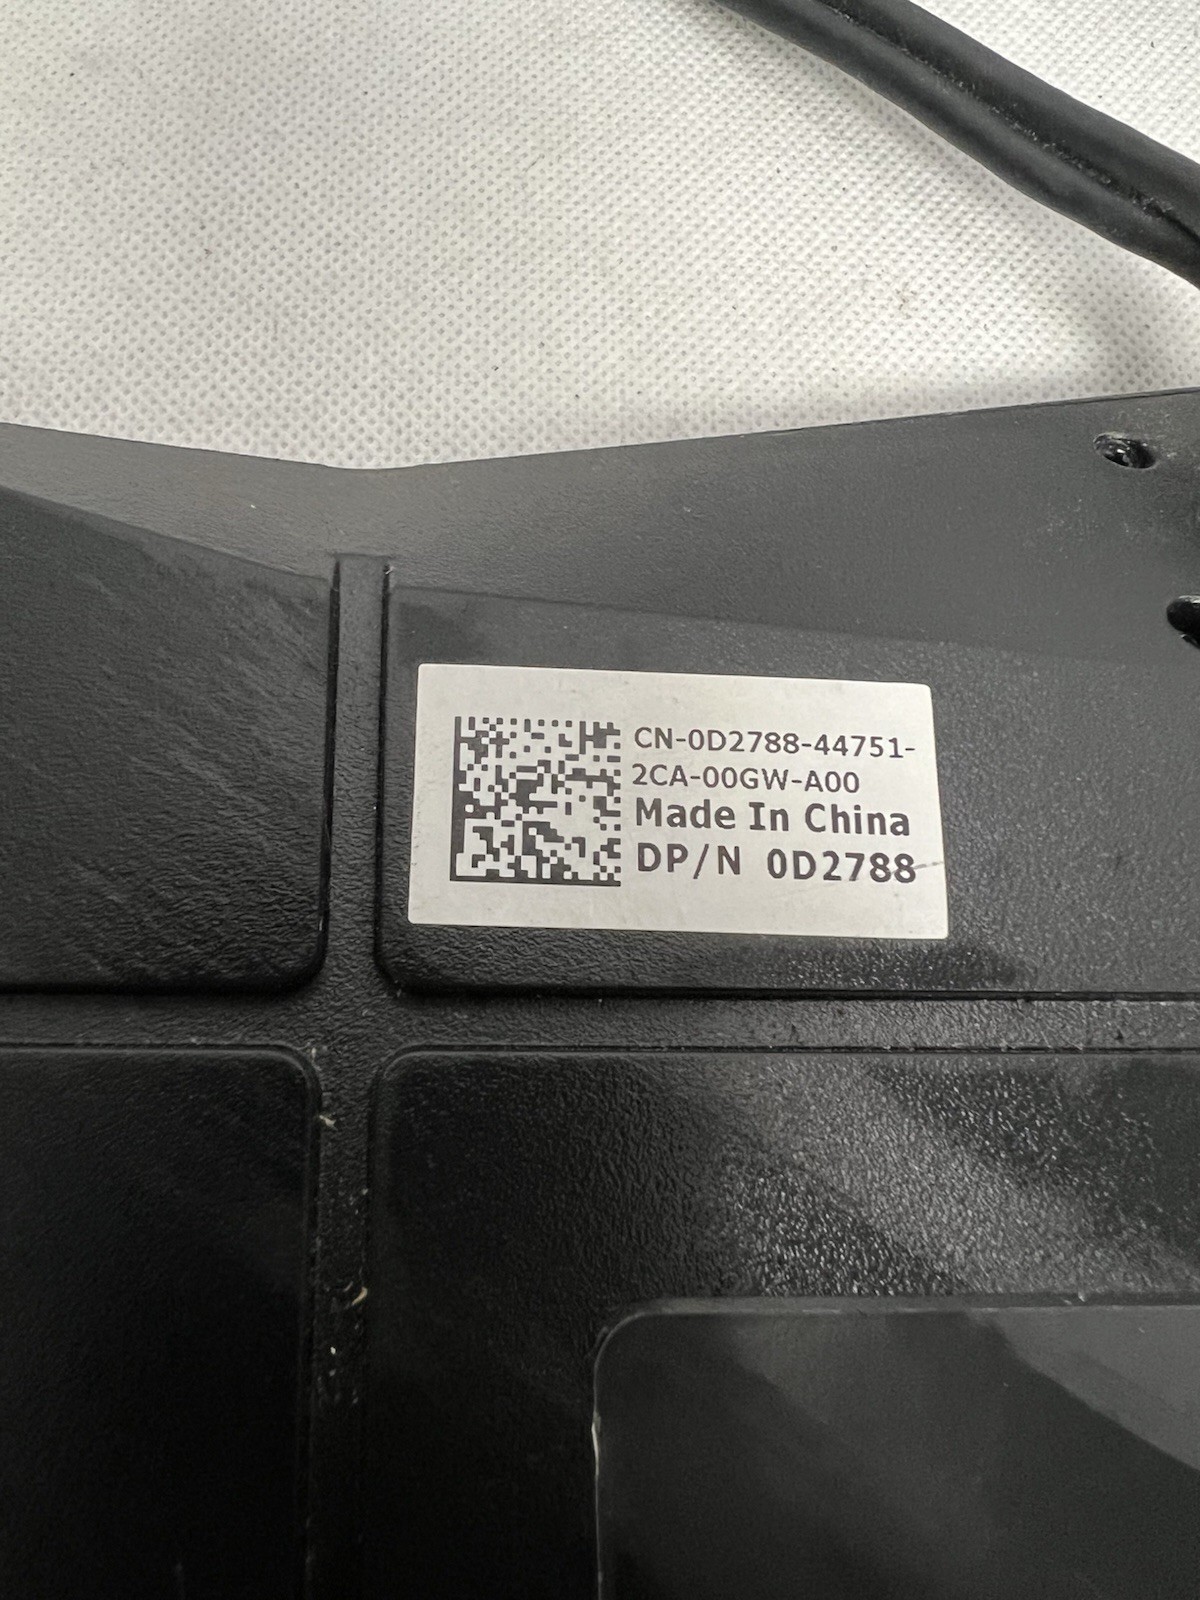 CN-0D2788-44751-
2CA-00GW-A00
Made In China
DP/N 0D2788